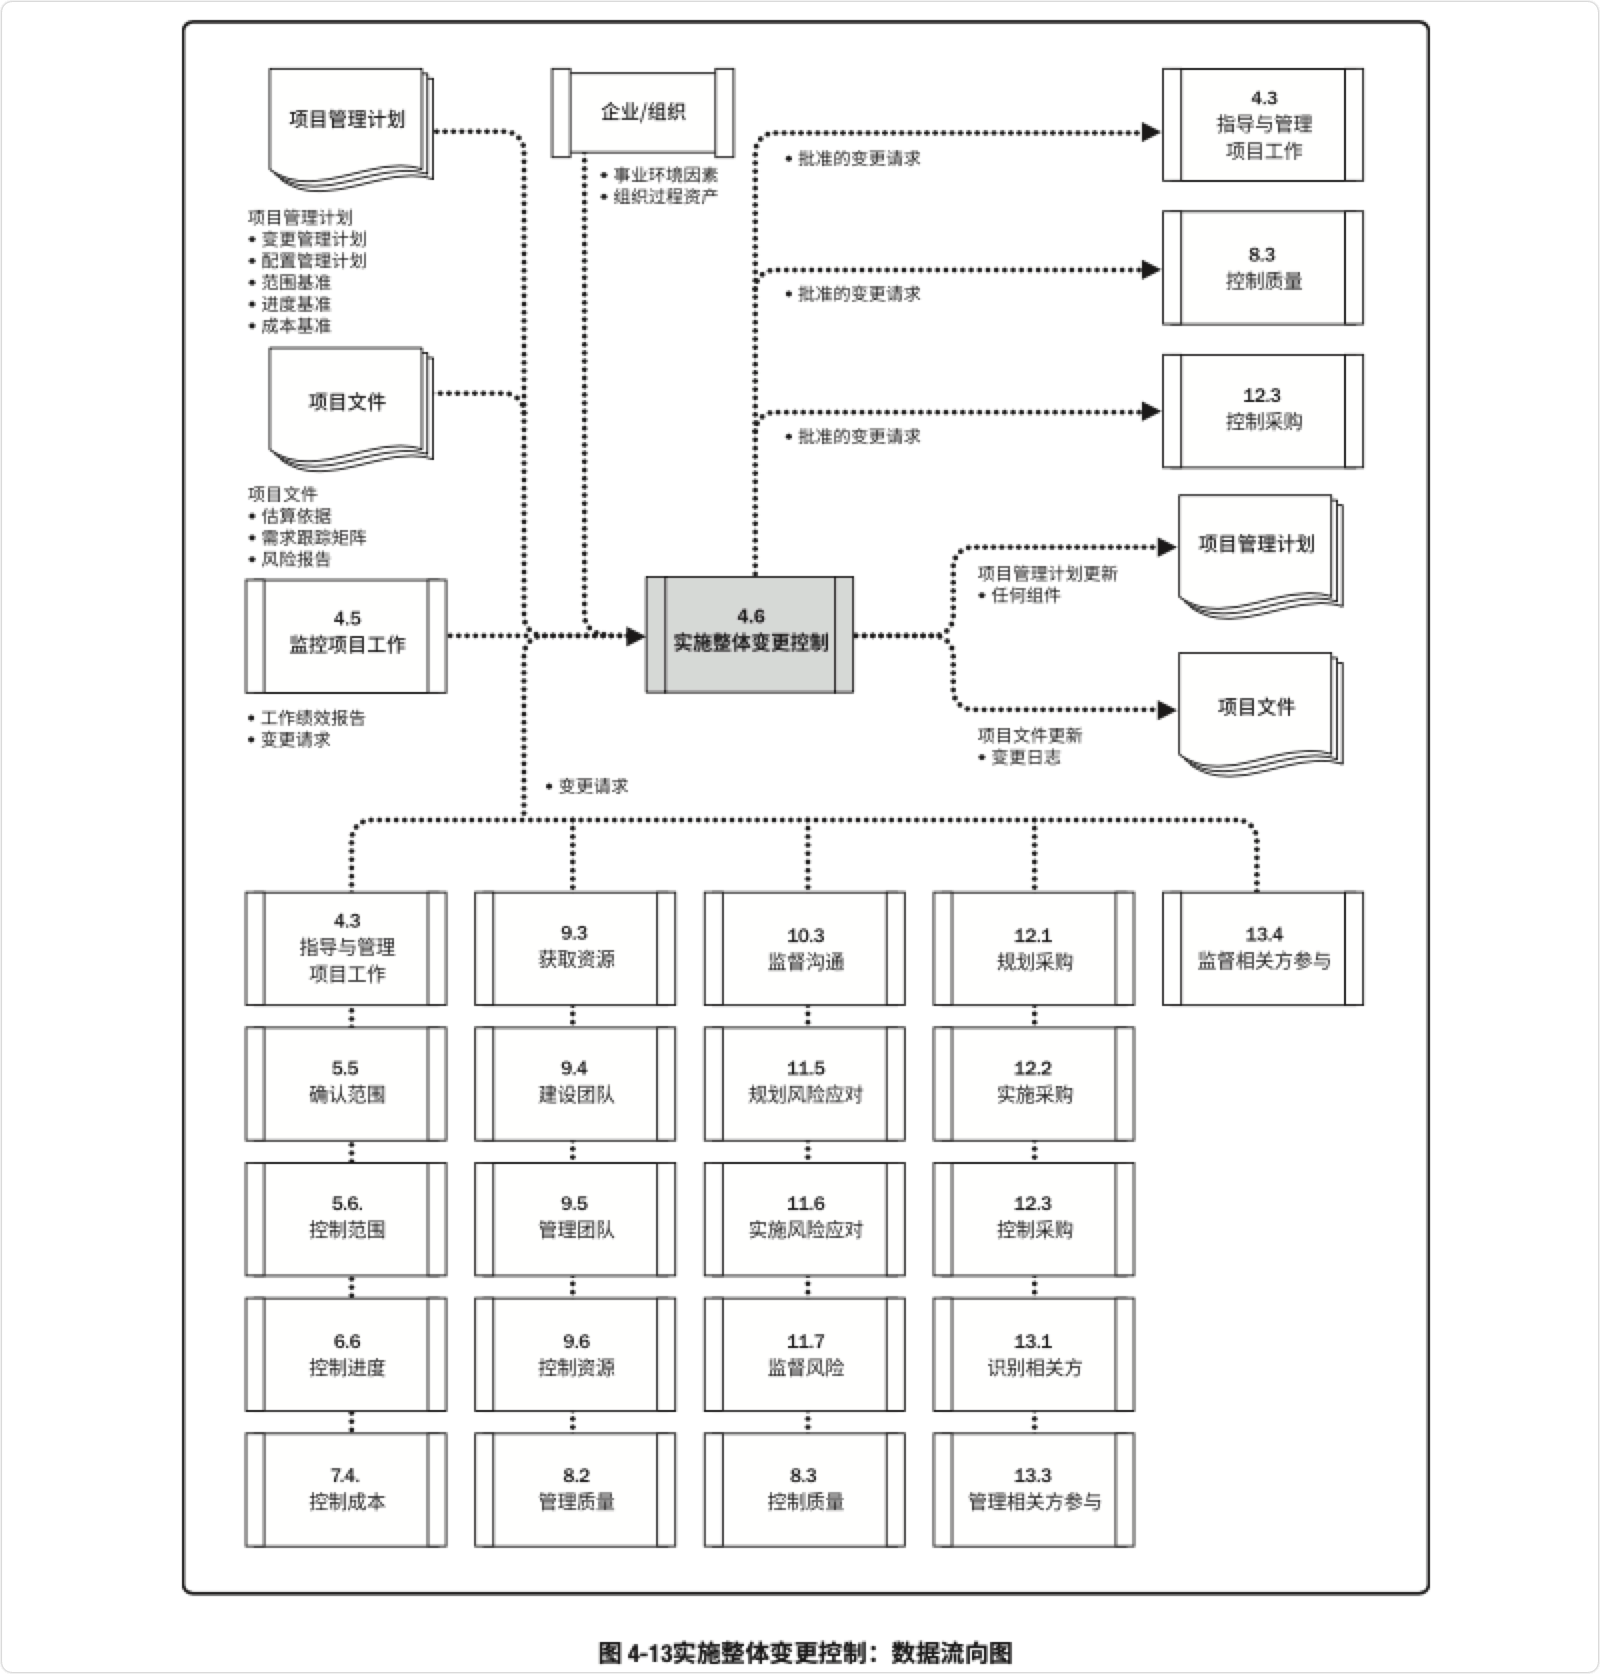 项目管理计划
项目管理计划
• 变更管理计划
• 配置管理计划
• 范围基准
• 进度基准
• 成本基准
项目文件
项目文件
• 估算依据
• 需求跟踪矩阵
• 风险报告
4.5
监控项目工作
• 工作绩效报告
• 变更请求
企业/组织
• 事业环境因素
• 组织过程资产
4.6
实施整体变更控制
• 批准的变更请求
4.3
指导与管理
项目工作
• 批准的变更请求
8.3
控制质量
• 批准的变更请求
12.3
控制采购
项目管理计划
项目管理计划更新
• 任何组件
项目文件
项目文件更新
• 变更日志
• 变更请求
4.3
指导与管理
项目工作
9.3
获取资源
10.3
监督沟通
12.1
规划采购
13.4
监督相关方参与
5.5
确认范围
9.4
建设团队
11.5
规划风险应对
12.2
实施采购
5.6.
控制范围
9.5
管理团队
11.6
实施风险应对
12.3
控制采购
6.6
控制进度
9.6
控制资源
11.7
监督风险
13.1
识别相关方
7.4.
控制成本
8.2
管理质量
8.3
控制质量
13.3
管理相关方参与
图 4-13实施整体变更控制：数据流向图